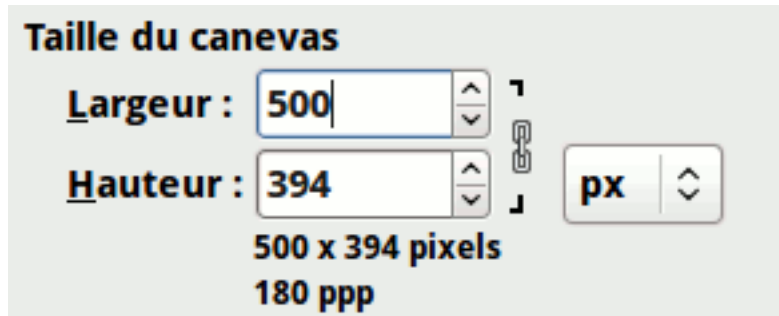 Taille du canevas
Largeur : 500
Hauteur : 394 px
500 x 394 pixels
180 ppp